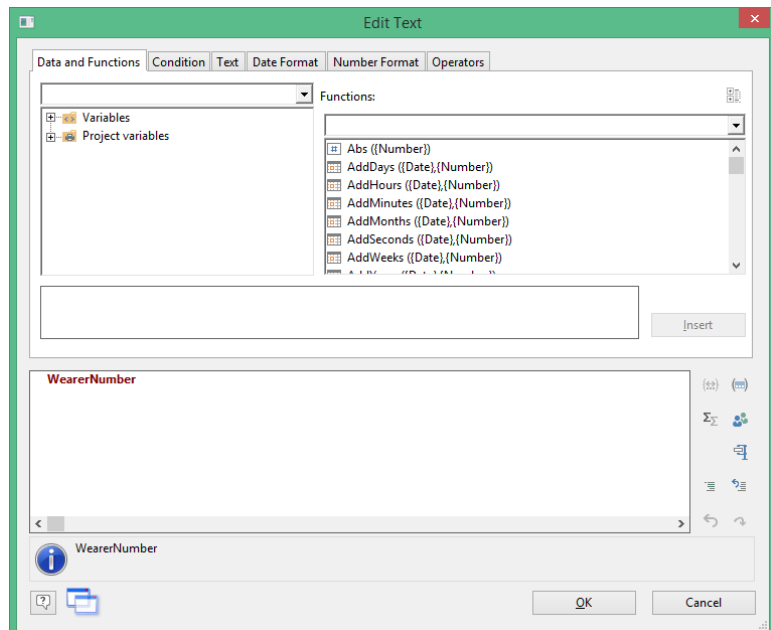 Edit Text
Data and Functions Condition Text Date Format Number Format Operators
Functions:
Variables
Project variables
Abs ({Number})
AddDays ({Date},{Number})
AddHours ({Date},{Number})
AddMinutes ({Date},{Number})
AddMonths ({Date},{Number})
AddSeconds ({Date},{Number})
AddWeeks ({Date},{Number})
Insert
WearerNumber
WearerNumber
OK Cancel